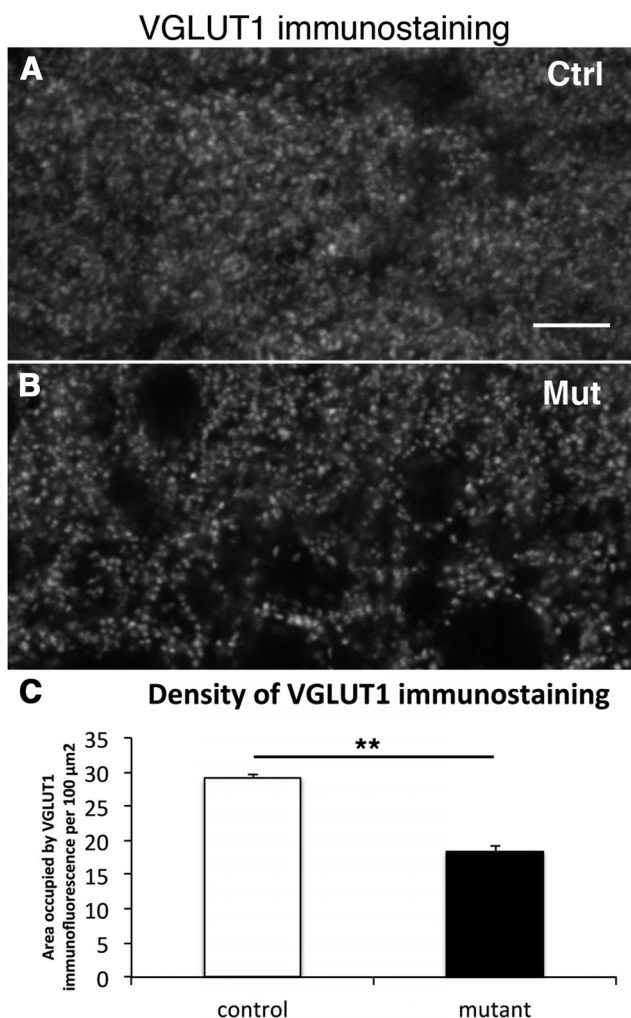 VGLUT1 immunostaining
A
Ctrl
B
Mut
C
Density of VGLUT1 immunostaining
Area occupied by VGLUT1
immunofluorescence per 100 µm2
35
30
25
20
15
10
5
0
**
control
mutant